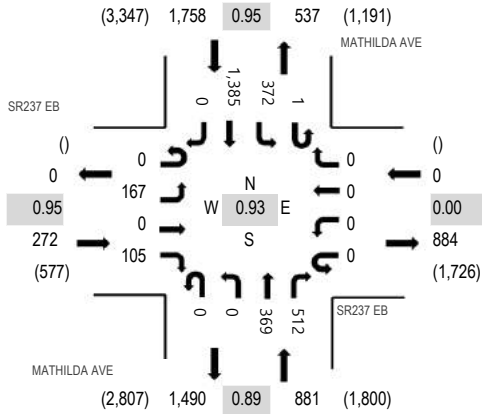 (3,347) 1,758 0.95 537 (1,191)
MATHILDA AVE
0 1,385 372 1
SR237 EB
() ()
0 0 0 0
0.95 167 N 0 0.00
W 0.93 E
272 0 S 0 884
(577) 105 0 (1,726)
0 0 369 512
SR237 EB
MATHILDA AVE
(2,807) 1,490 0.89 881 (1,800)